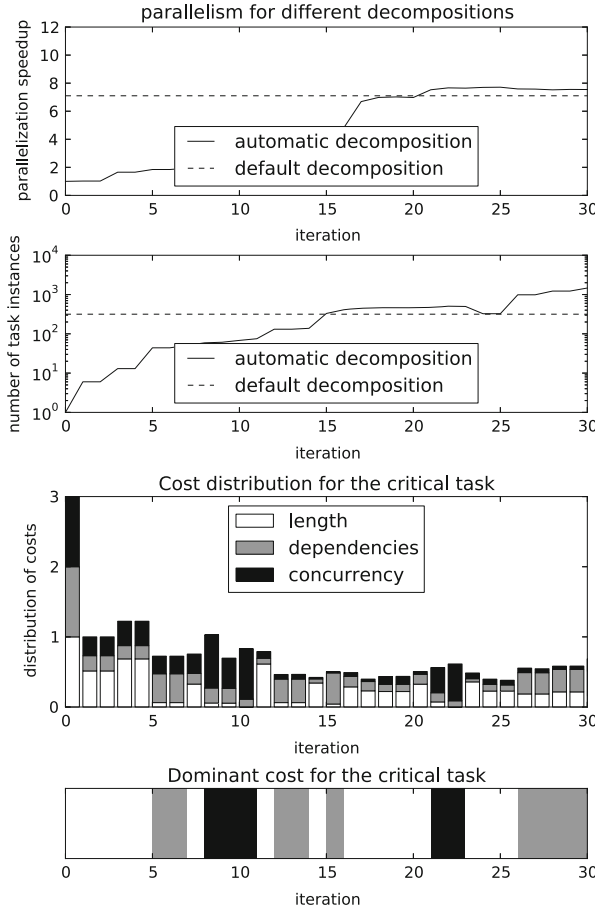 parallelism for different decompositions
parallelization speedup
12
10
8
6
4
2
0
automatic decomposition
default decomposition
0 5 10 15 20 25 30
iteration
number of task instances
10^4
10^3
10^2
10^1
10^0
automatic decomposition
default decomposition
0 5 10 15 20 25 30
iteration
Cost distribution for the critical task
distribution of costs
3
2
1
0
length
dependencies
concurrency
0 5 10 15 20 25 30
iteration
Dominant cost for the critical task
0 5 10 15 20 25 30
iteration